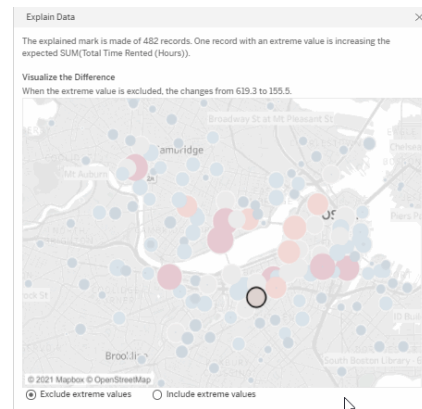 Explain Data
The explained mark is made of 482 records. One record with an extreme value is increasing the
expected SUM(Total Time Rented (Hours)).
Visualize the Difference
When the extreme value is excluded, the changes from 619.3 to 155.5.
Broadway St at Mt Pleasant St
ambridge
Mt Auburn
Brookline
South Boston Library - E
© 2021 Mapbox © OpenStreetMap
Exclude extreme values
Include extreme values